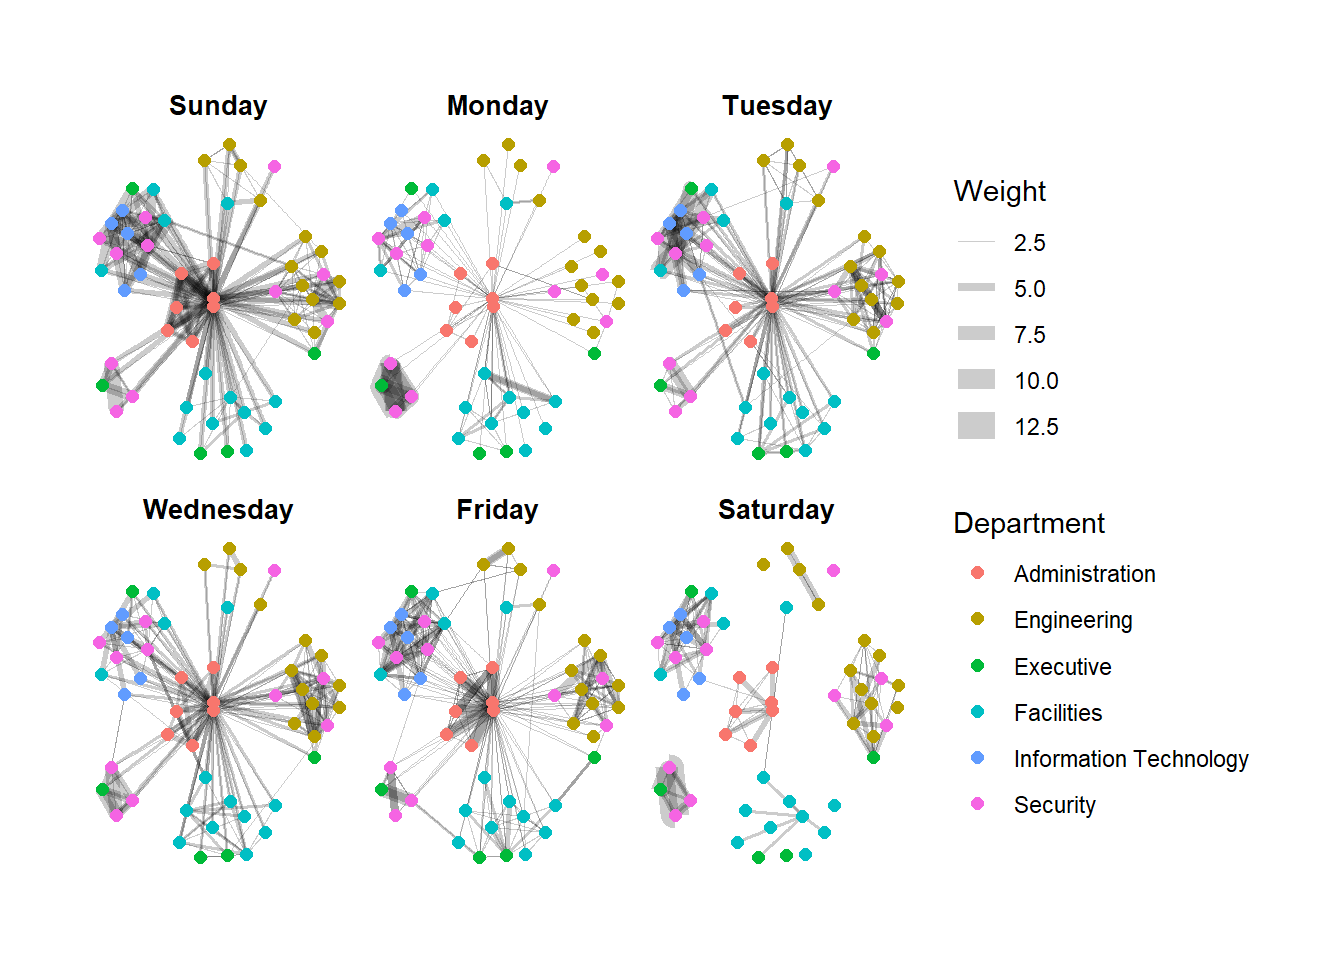 Sunday
Monday
Tuesday
Wednesday
Friday
Saturday
Weight
2.5
5.0
7.5
10.0
12.5
Department
Administration
Engineering
Executive
Facilities
Information Technology
Security